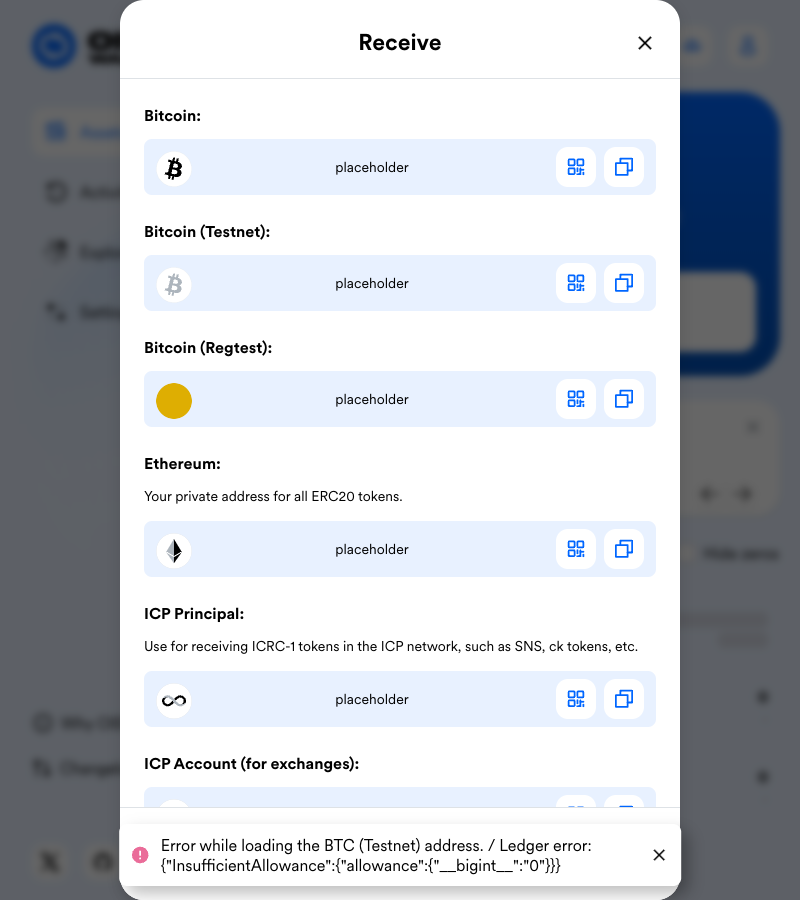 Receive
Bitcoin:
placeholder
Bitcoin (Testnet):
placeholder
Bitcoin (Regtest):
placeholder
Ethereum:
Your private address for all ERC20 tokens.
placeholder
ICP Principal:
Use for receiving ICRC-1 tokens in the ICP network, such as SNS, ck tokens, etc.
placeholder
ICP Account (for exchanges):
Error while loading the BTC (Testnet) address. / Ledger error:
{"InsufficientAllowance":{"allowance":{"__bigint__":"0"}}}